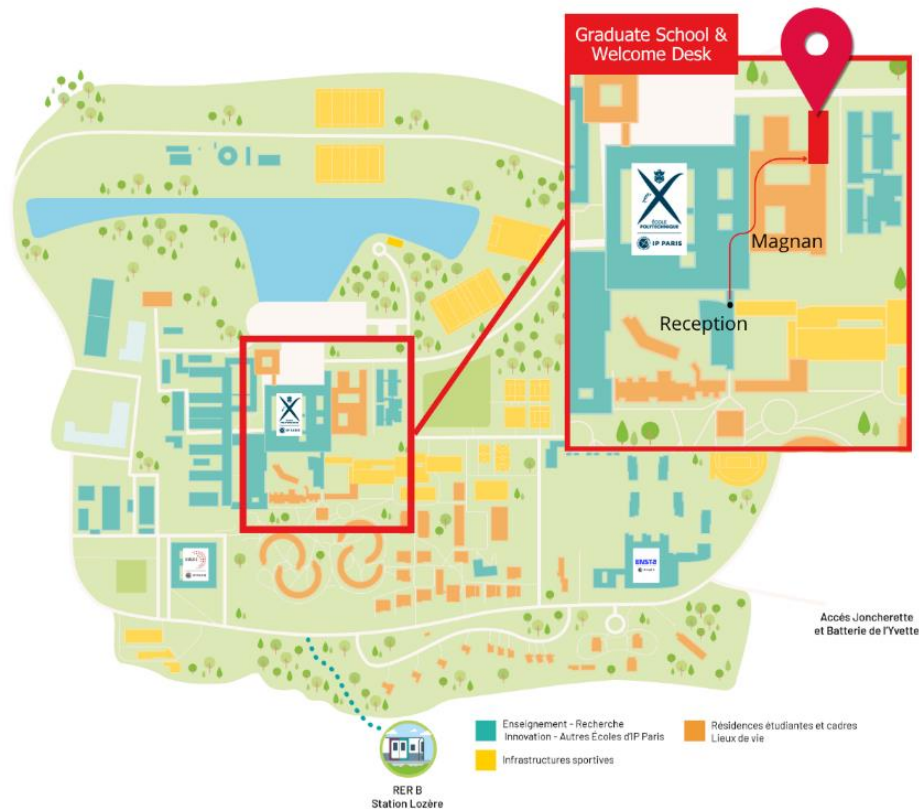 Graduate School &
Welcome Desk
ÉCOLE
POLYTECHNIQUE
IP PARIS
Magnan
Reception
ENSTA
Accés Joncherette
et Batterie de l'Yvette
Enseignement - Recherche
Innovation - Autres Écoles d'IP Paris
Infrastructures sportives
Résidences étudiantes et cadres
Lieux de vie
RER B
Station Lozère